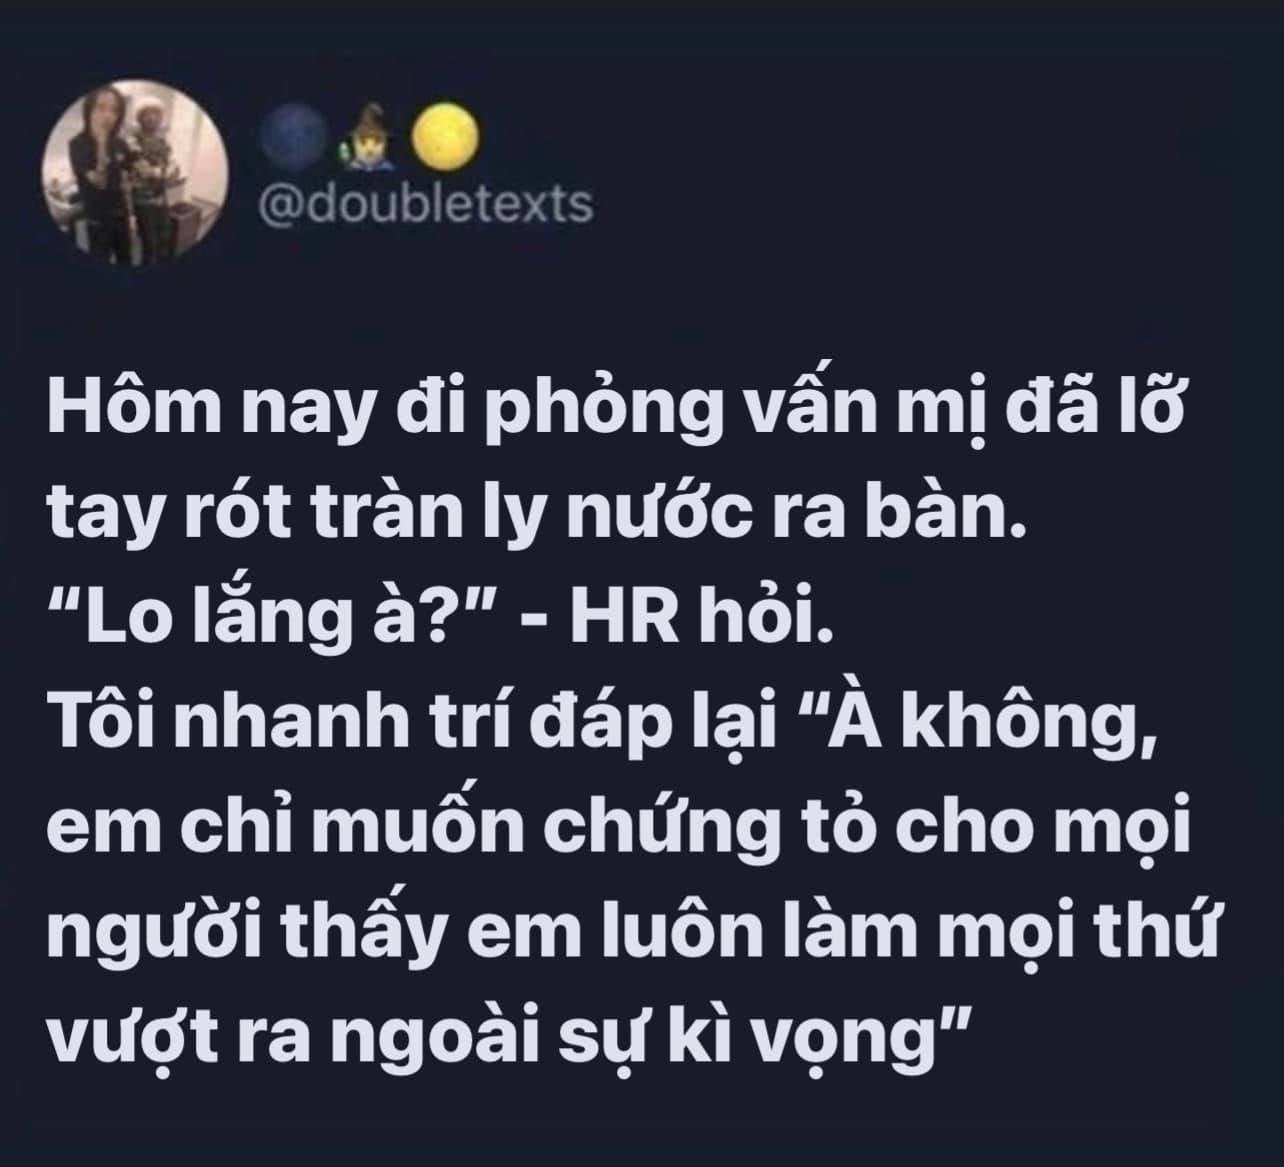 @doubletexts
Hôm nay đi phỏng vấn mị đã lỡ
tay rót tràn ly nước ra bàn.
“Lo lắng à?” - HR hỏi.
Tôi nhanh trí đáp lại “À không,
em chỉ muốn chứng tỏ cho mọi
người thấy em luôn làm mọi thứ
vượt ra ngoài sự kì vọng”